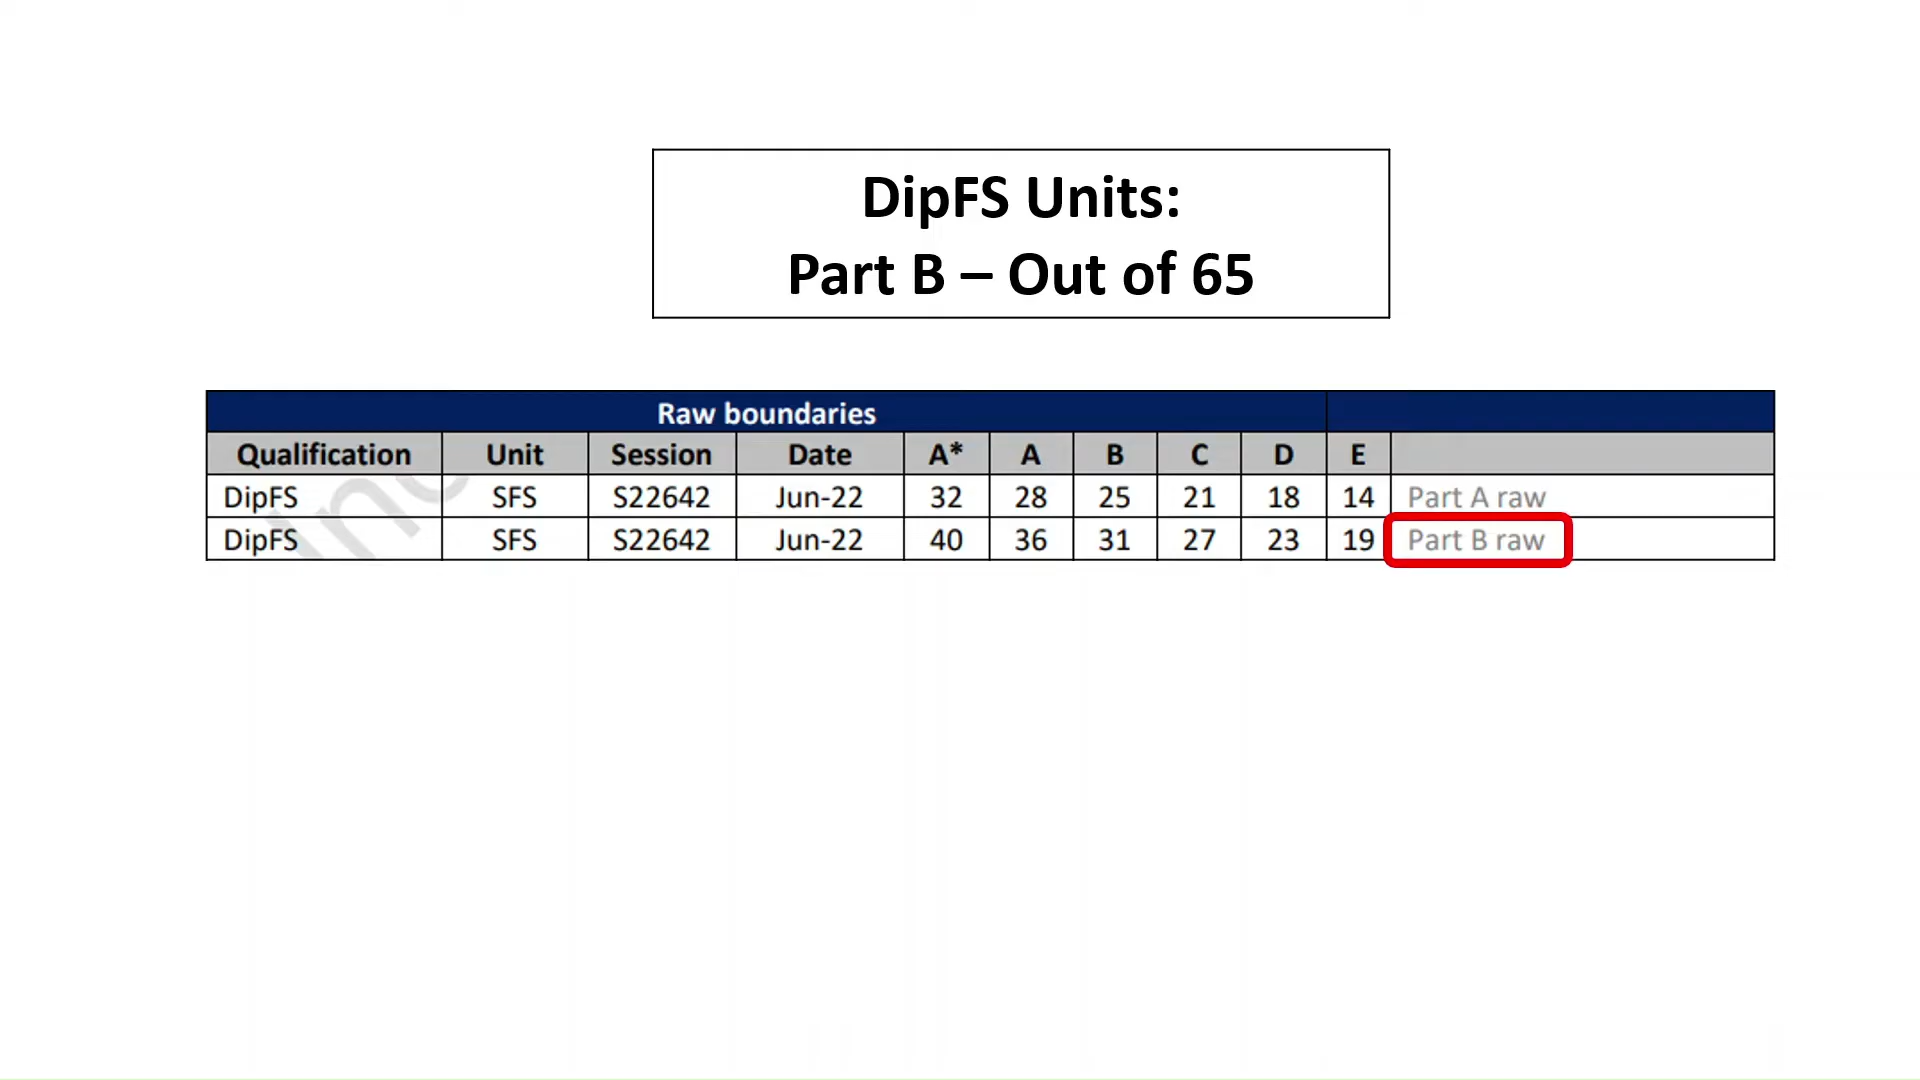 DipFS Units:
Part B – Out of 65
Raw boundaries
Qualification Unit Session Date A* A B C D E
DipFS SFS S22642 Jun-22 32 28 25 21 18 14 Part A raw
DipFS SFS S22642 Jun-22 40 36 31 27 23 19 Part B raw